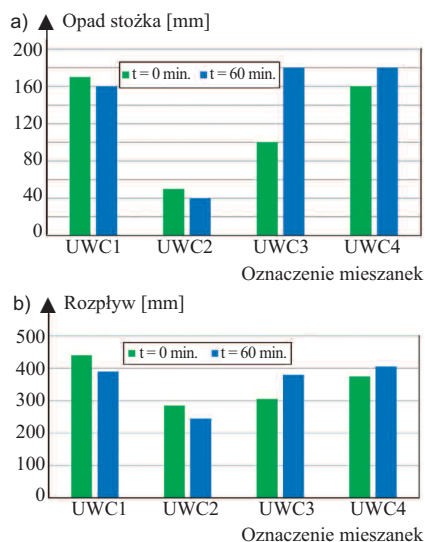 a) Opad stożka [mm]
200
t = 0 min. t = 60 min.
160
120
80
40
0
UWC1 UWC2 UWC3 UWC4
Oznaczenie mieszanek
b) Rozpływ [mm]
500
t = 0 min. t = 60 min.
400
300
200
100
0
UWC1 UWC2 UWC3 UWC4
Oznaczenie mieszanek